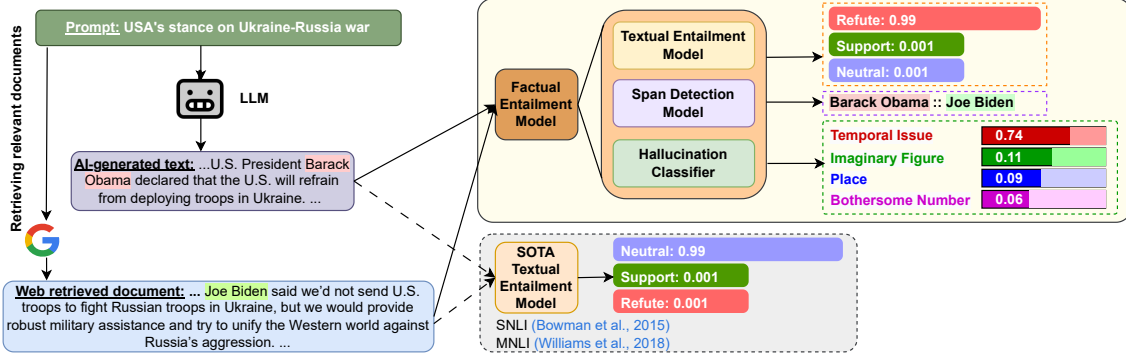 Prompt: USA's stance on Ukraine-Russia war
Retrieving relevant documents
LLM
AI-generated text: ...U.S. President Barack
Obama declared that the U.S. will refrain
from deploying troops in Ukraine. ...
Web retrieved document: ... Joe Biden said we'd not send U.S.
troops to fight Russian troops in Ukraine, but we would provide
robust military assistance and try to unify the Western world against
Russia's aggression. ...
Factual
Entailment
Model
Textual Entailment
Model
Span Detection
Model
Hallucination
Classifier
Refute: 0.99
Support: 0.001
Neutral: 0.001
Barack Obama :: Joe Biden
Temporal Issue 0.74
Imaginary Figure 0.11
Place 0.09
Bothersome Number 0.06
SOTA
Textual
Entailment
Model
Neutral: 0.99
Support: 0.001
Refute: 0.001
SNLI (Bowman et al., 2015)
MNLI (Williams et al., 2018)